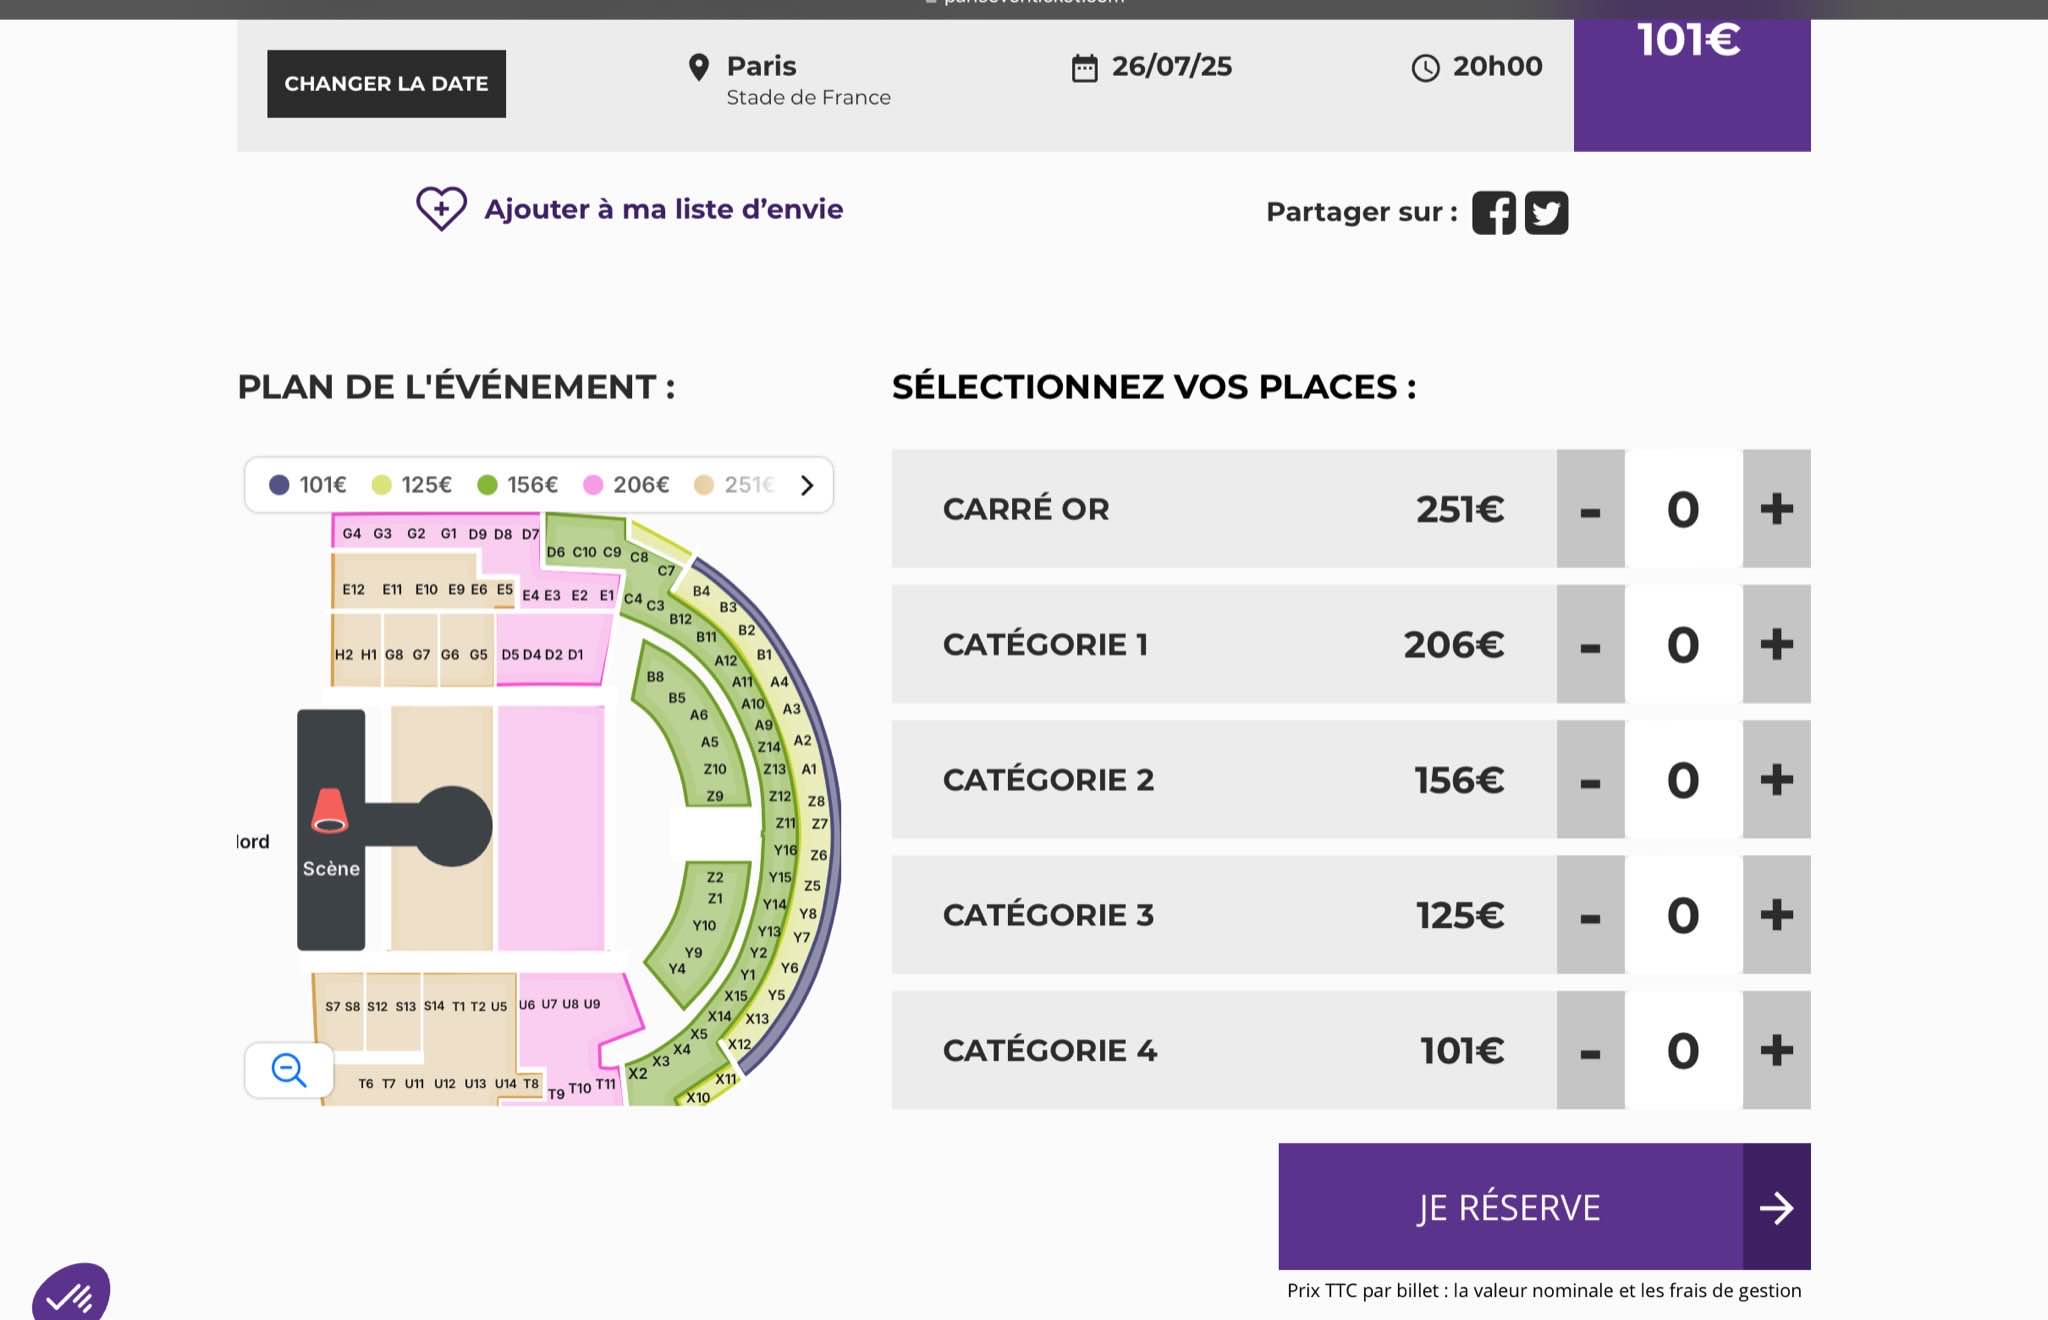 101€
CHANGER LA DATE
Paris
Stade de France
26/07/25
20h00
Ajouter à ma liste d’envie
Partager sur :
PLAN DE L'ÉVÉNEMENT :
SÉLECTIONNEZ VOS PLACES :
101€ 125€ 156€ 206€ 251€
G4 G3 G2 G1 D9 D8 D7
D6 C10 C9 C8
C7
E12 E11 E10 E9 E6 E5
E4 E3 E2 E1 C4 C3
B4
B3
B12
B2
B11
H2 H1 G8 G7 G6 G5 D5 D4 D2 D1
B1
A12
B8
A11 A4
B5
A10 A3
A6
A9
A5 Z14 A2
Z10 Z13 A1
Z9 Z12 Z8
Z11 Z7
Scène
Y16 Z6
Z2 Y15 Z5
Z1
Y14 Y8
Y10
Y13 Y7
Y9 Y2
Y4 Y1 Y6
X15 Y5
S7 S8 S12 S13 S14 T1 T2 U5 U6 U7 U8 U9
X14 X13
X5
X4 X12
X3
X2 X11
T6 T7 U11 U12 U13 U14 T8
T9 T10 T11
X10
CARRÉ OR 251€ - 0 +
CATÉGORIE 1 206€ - 0 +
CATÉGORIE 2 156€ - 0 +
CATÉGORIE 3 125€ - 0 +
CATÉGORIE 4 101€ - 0 +
JE RÉSERVE
Prix TTC par billet : la valeur nominale et les frais de gestion